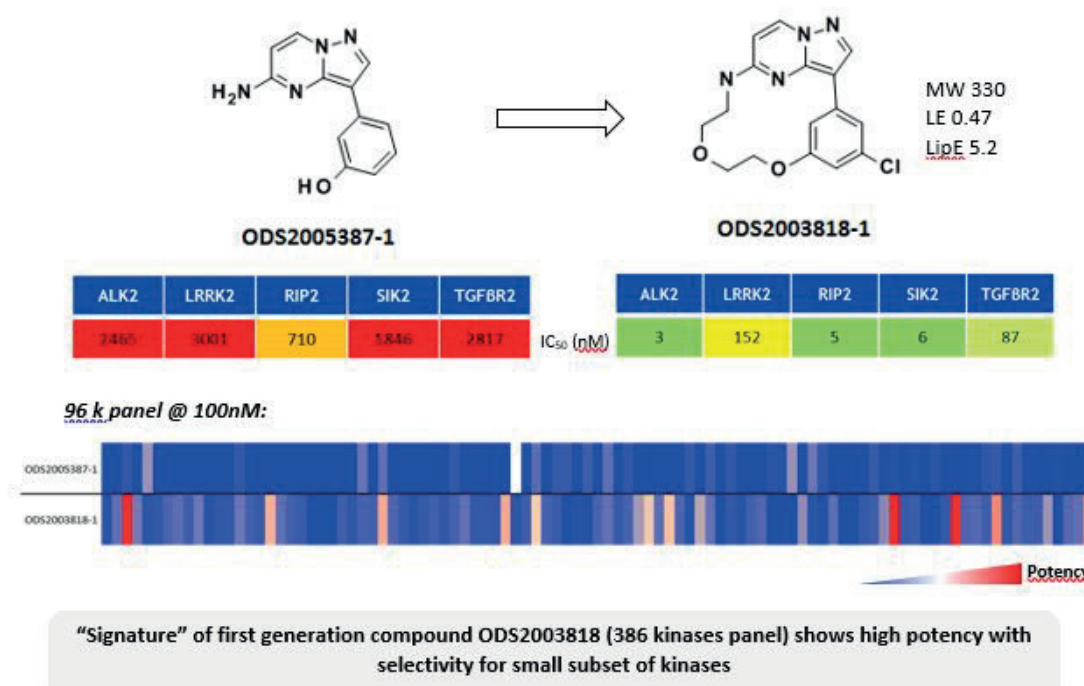 N
N
N
H₂N
HO
N
N
N
N
O
O
Cl
MW 330
LE 0.47
LipE 5.2
ODS2005387-1
ODS2003818-1
ALK2 LRRK2 RIP2 SIK2 TGFBR2
2465 3001 710 1846 2817
IC₅₀ (nM)
ALK2 LRRK2 RIP2 SIK2 TGFBR2
3 152 5 6 87
96 k panel @ 100nM:
ODS2005387-1
ODS2003818-1
Potency
“Signature” of first generation compound ODS2003818 (386 kinases panel) shows high potency with
selectivity for small subset of kinases